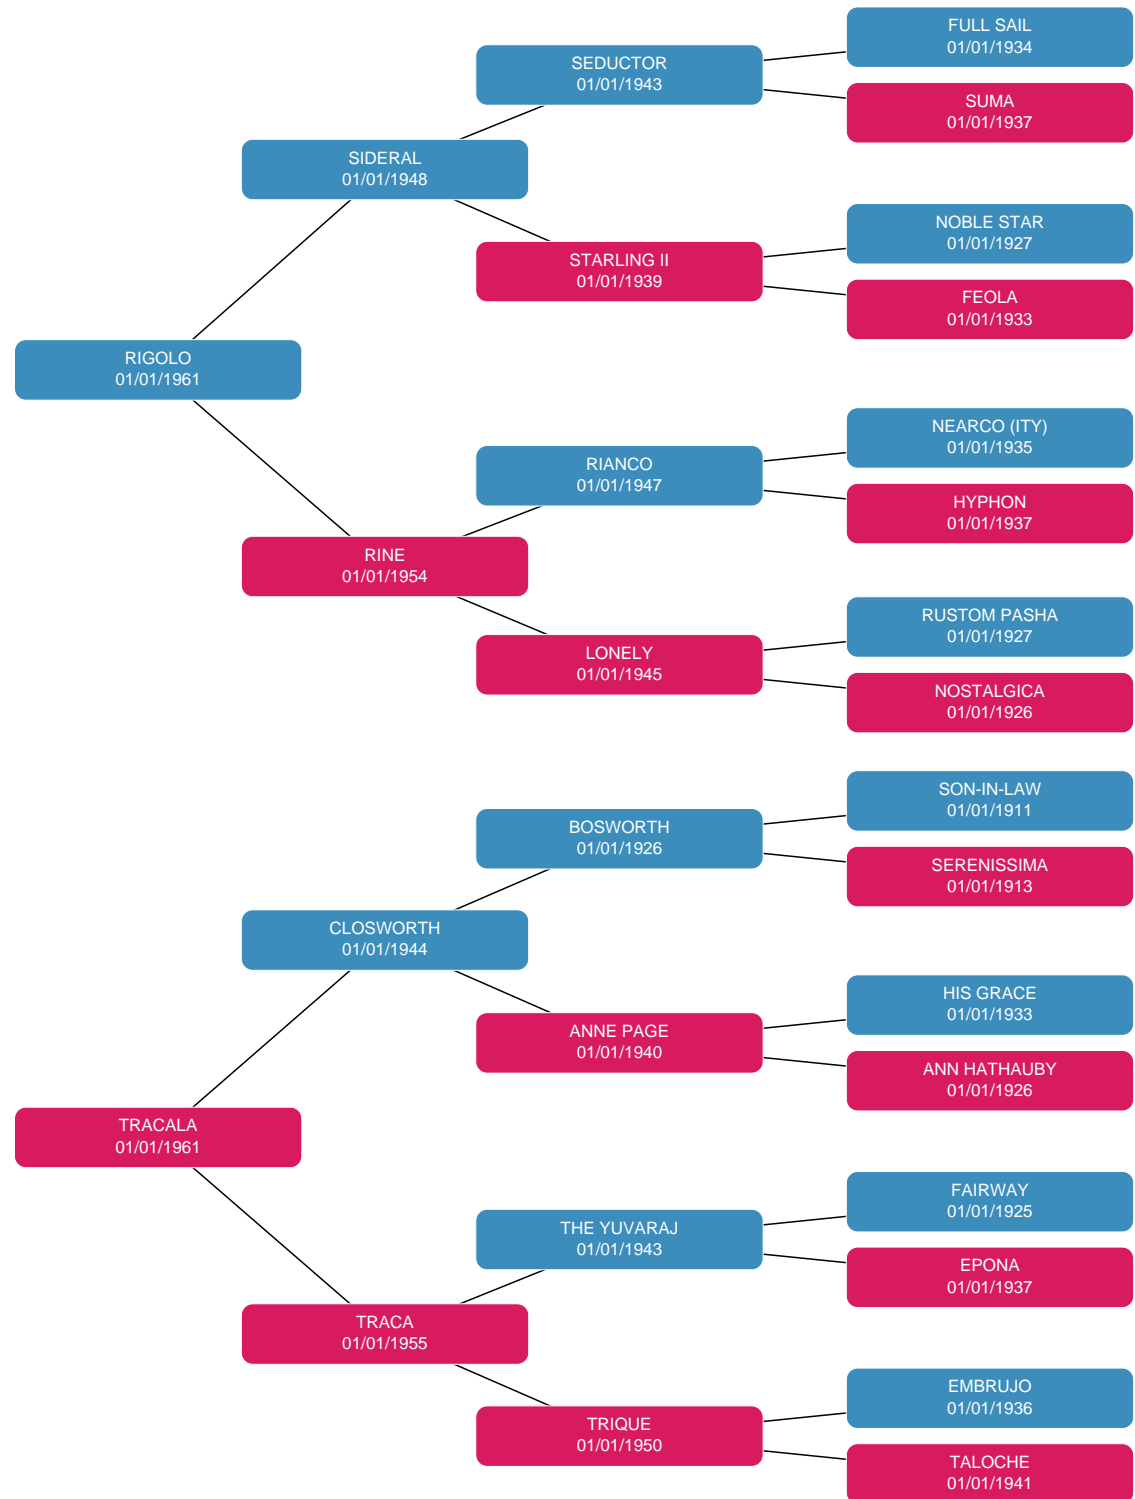 FULL SAIL
01/01/1934
SEDUCTOR
01/01/1943
SUMA
01/01/1937
SIDERAL
01/01/1948
NOBLE STAR
01/01/1927
STARLING II
01/01/1939
FEOLA
01/01/1933
RIGOLO
01/01/1961
NEARCO (ITY)
01/01/1935
RIANCO
01/01/1947
HYPHON
01/01/1937
RINE
01/01/1954
RUSTOM PASHA
01/01/1927
LONELY
01/01/1945
NOSTALGICA
01/01/1926
SON-IN-LAW
01/01/1911
BOSWORTH
01/01/1926
SERENISSIMA
01/01/1913
CLOSWORTH
01/01/1944
HIS GRACE
01/01/1933
ANNE PAGE
01/01/1940
ANN HATHAUBY
01/01/1926
TRACALA
01/01/1961
FAIRWAY
01/01/1925
THE YUVARAJ
01/01/1943
EPONA
01/01/1937
TRACA
01/01/1955
EMBRUJO
01/01/1936
TRIQUE
01/01/1950
TALOCHE
01/01/1941